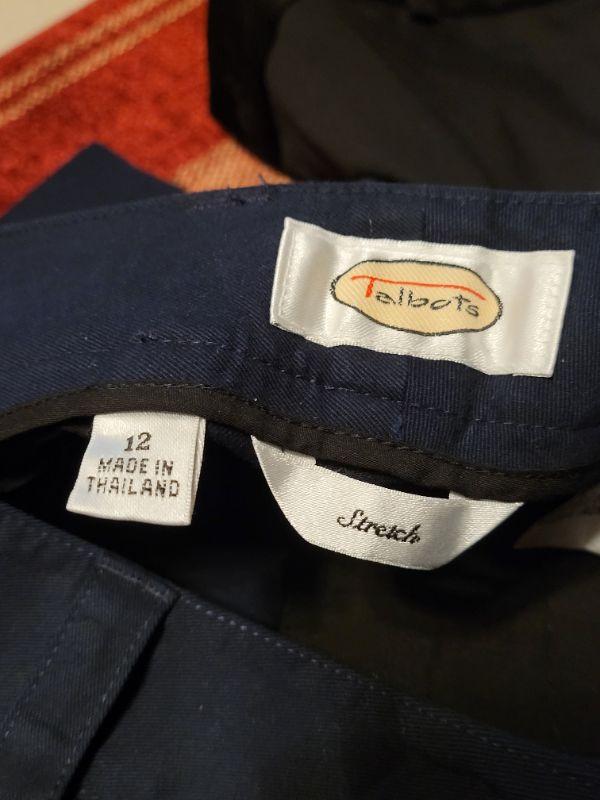 Talbots
12
MADE IN
THAILAND
Stretch